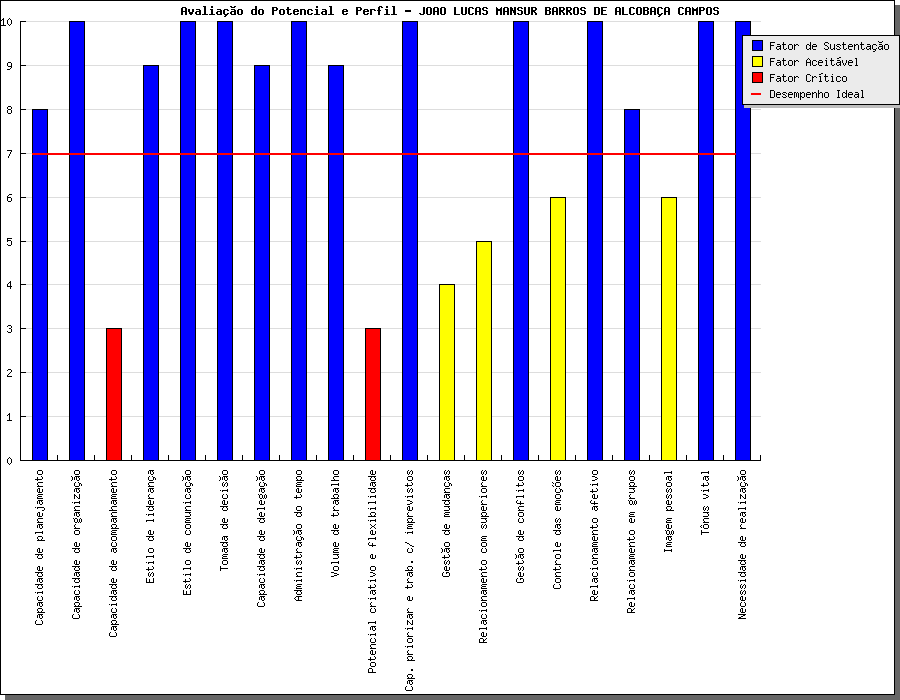 Avaliação do Potencial e Perfil - JOAO LUCAS MANSUR BARROS DE ALCOBAÇA CAMPOS
10
9
8
7
6
5
4
3
2
1
0
Fator de Sustentação
Fator Aceitável
Fator Crítico
Desempenho Ideal
Capacidade de planejamento
Capacidade de organização
Capacidade de acompanhamento
Estilo de liderança
Estilo de comunicação
Tomada de decisão
Capacidade de delegação
Administração do tempo
Volume de trabalho
Potencial criativo e flexibilidade
Cap. priorizar e trab. c/ imprevistos
Gestão de mudanças
Relacionamento com superiores
Gestão de conflitos
Controle das emoções
Relacionamento afetivo
Relacionamento em grupos
Imagem pessoal
Tônus vital
Necessidade de realização